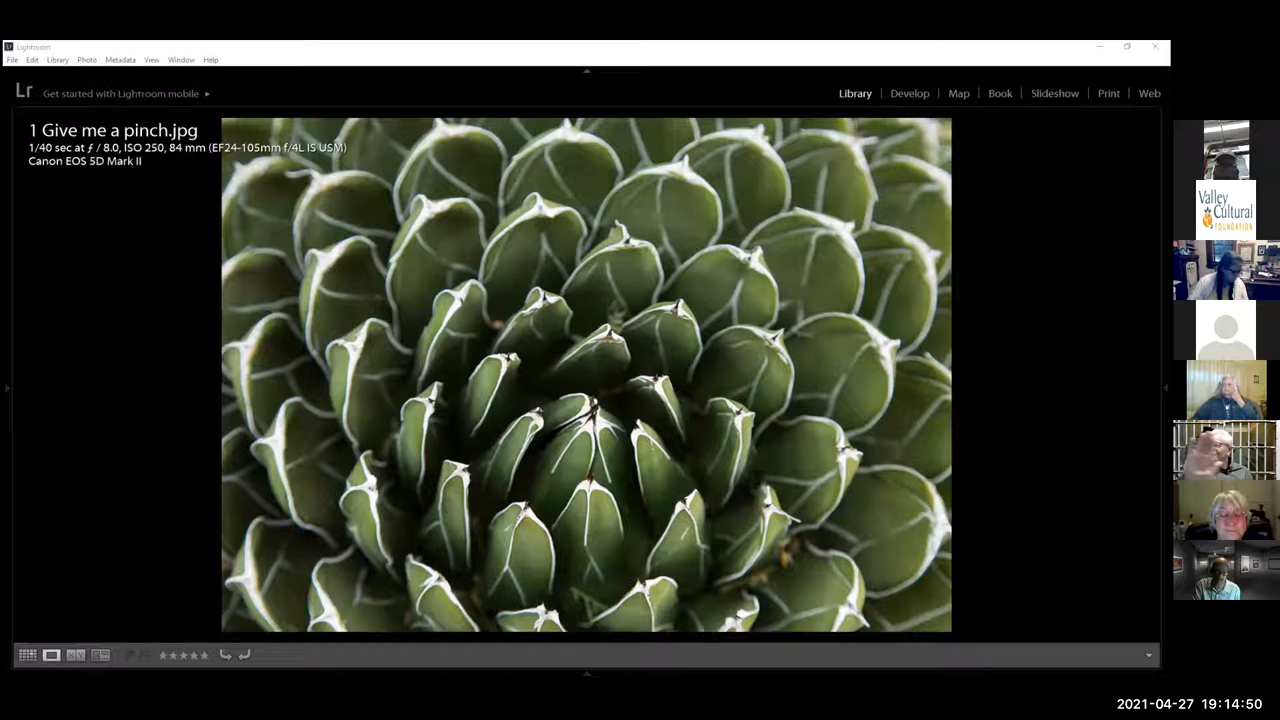 Lr Lightroom
File Edit Library Photo Metadata View Window Help
Lr Get started with Lightroom mobile ▸
Library | Develop | Map | Book | Slideshow | Print | Web
1 Give me a pinch.jpg
1/40 sec at ƒ / 8.0, ISO 250, 84 mm (EF24-105mm f/4L IS USM)
Canon EOS 5D Mark II
Valley
Cultural
FOUNDATION
2021-04-27 19:14:50